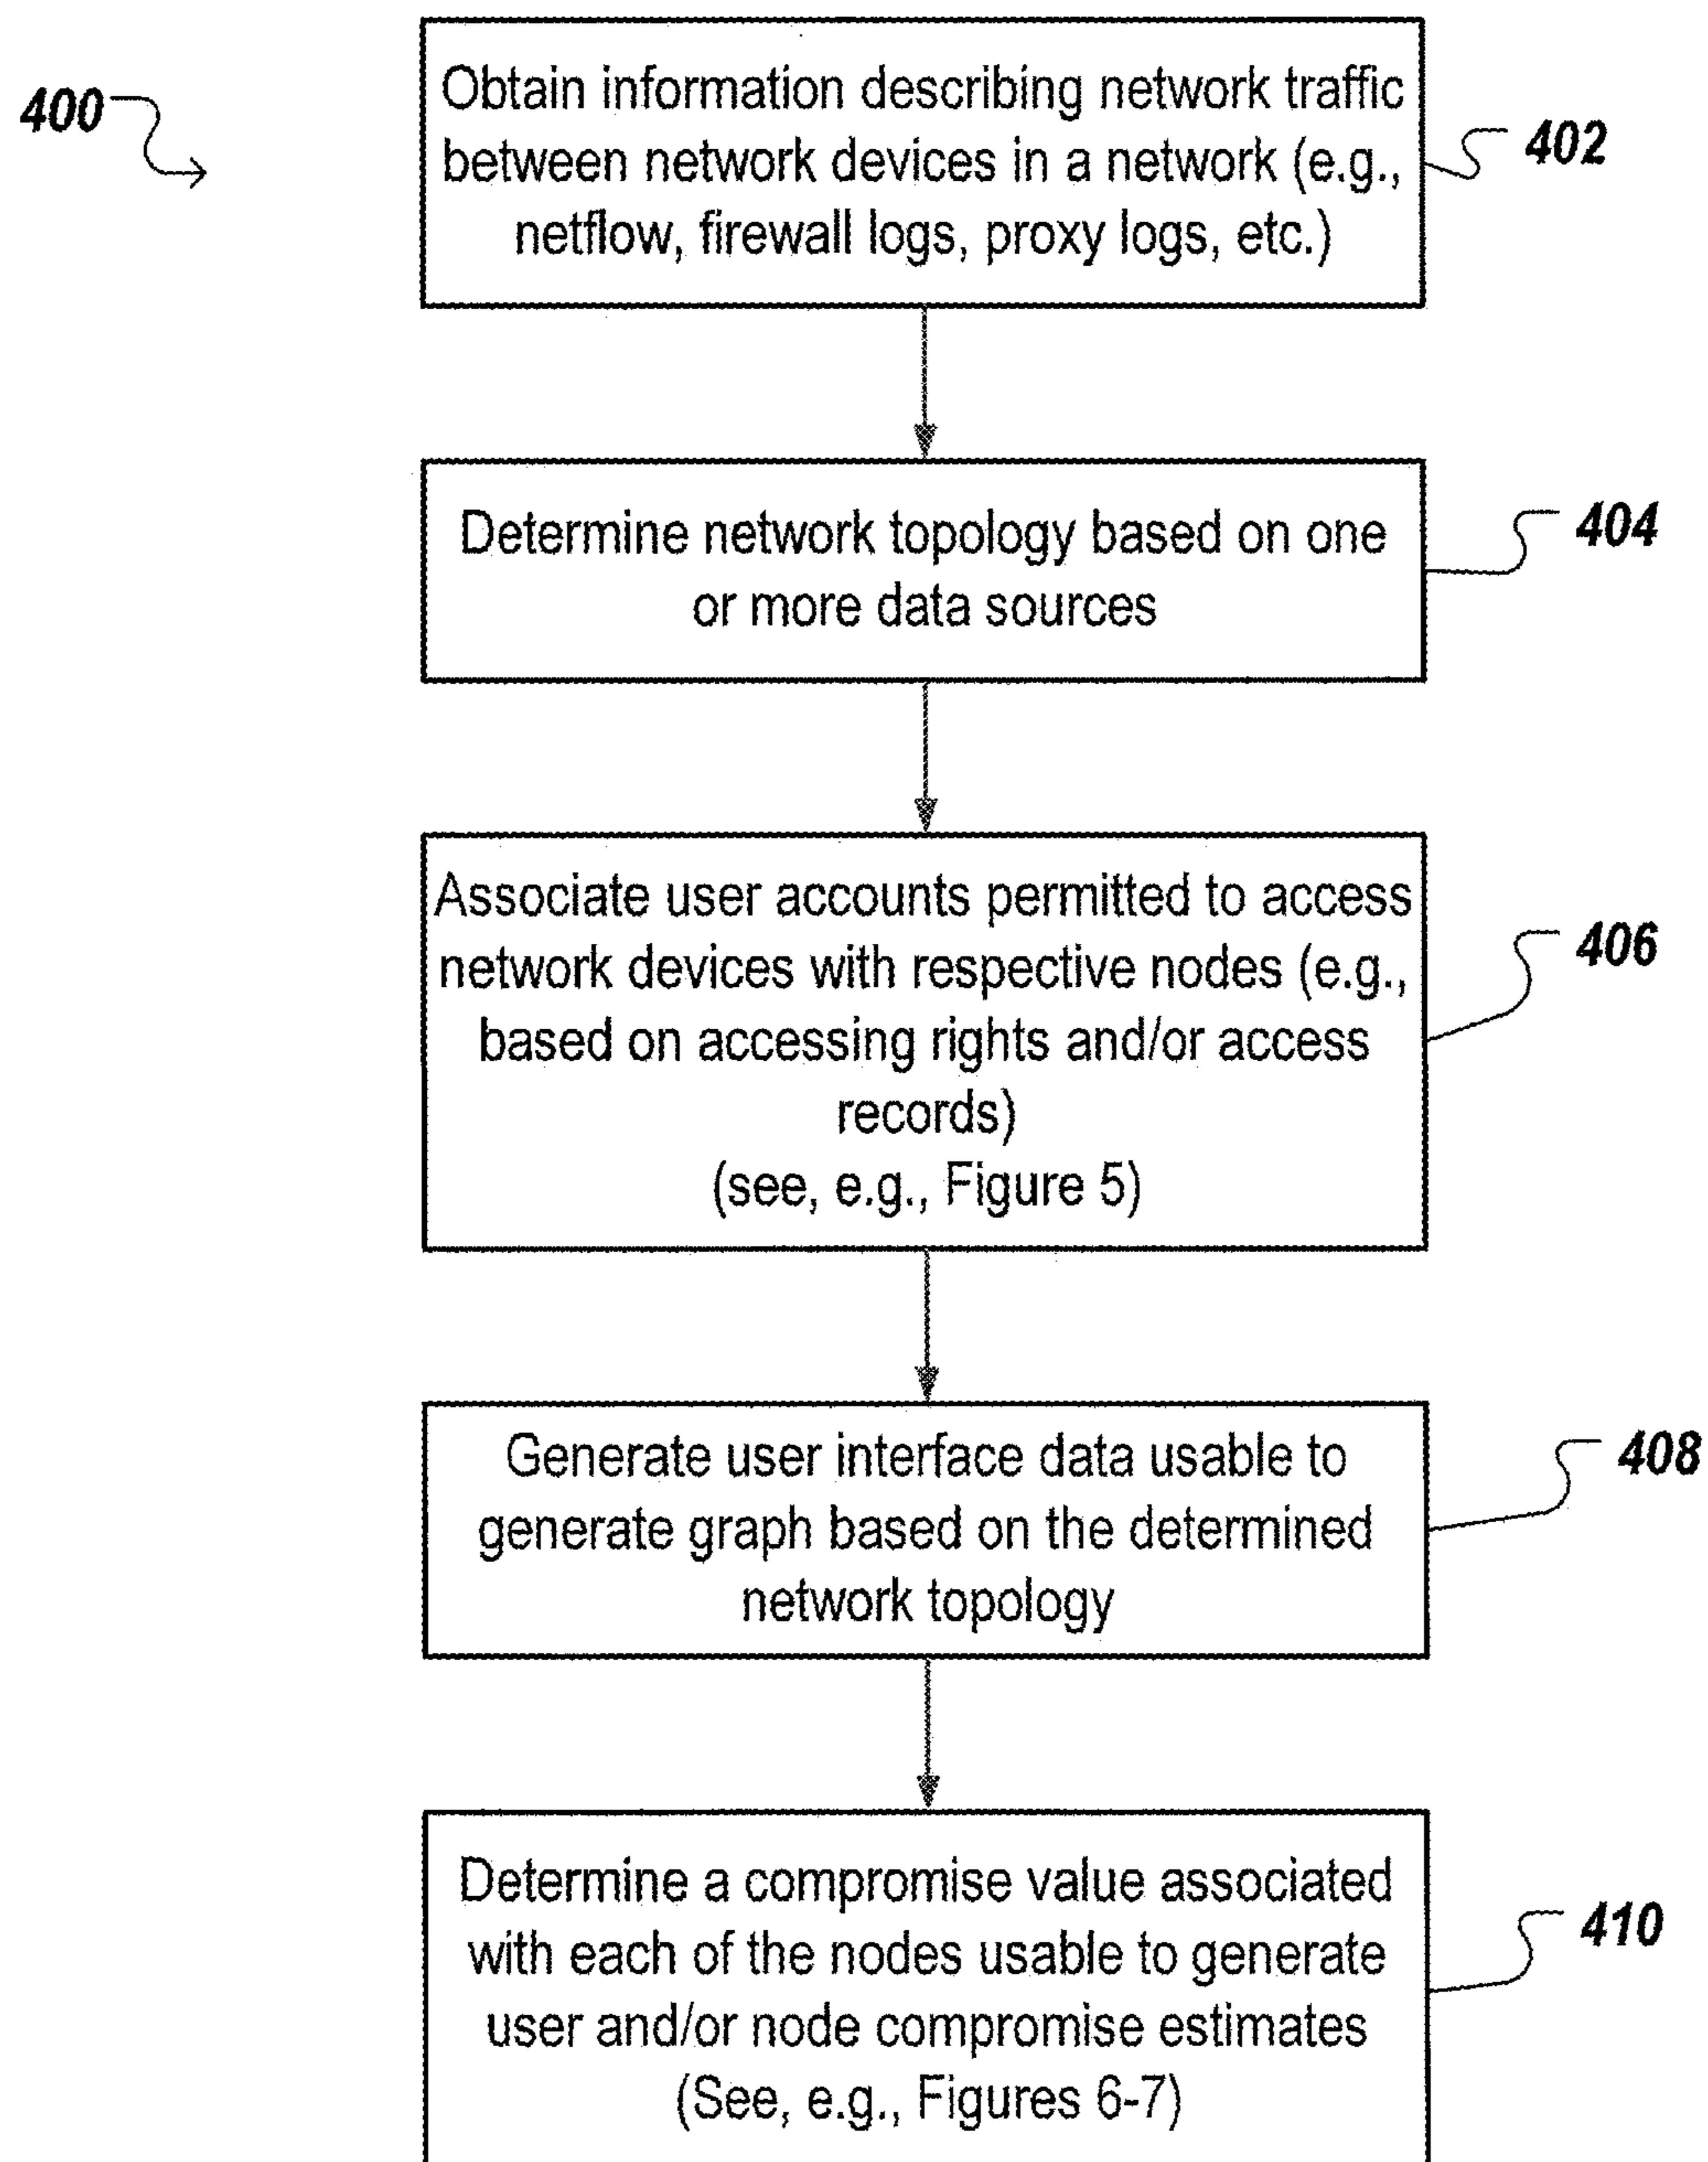 400
Obtain information describing network traffic
between network devices in a network (e.g.,
netflow, firewall logs, proxy logs, etc.)
402
Determine network topology based on one
or more data sources
404
Associate user accounts permitted to access
network devices with respective nodes (e.g.,
based on accessing rights and/or access
records)
(see, e.g., Figure 5)
406
Generate user interface data usable to
generate graph based on the determined
network topology
408
Determine a compromise value associated
with each of the nodes usable to generate
user and/or node compromise estimates
(See, e.g., Figures 6-7)
410